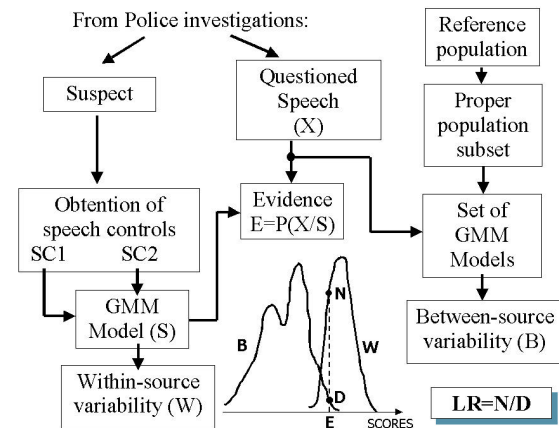 From Police investigations:
Suspect
Questioned
Speech
(X)
Reference
population
Proper
population
subset
Obtention of
speech controls
SC1 SC2
Evidence
E=P(X/S)
Set of
GMM
Models
GMM
Model (S)
Within-source
variability (W)
Between-source
variability (B)
N
B
W
D
E
SCORES
LR=N/D